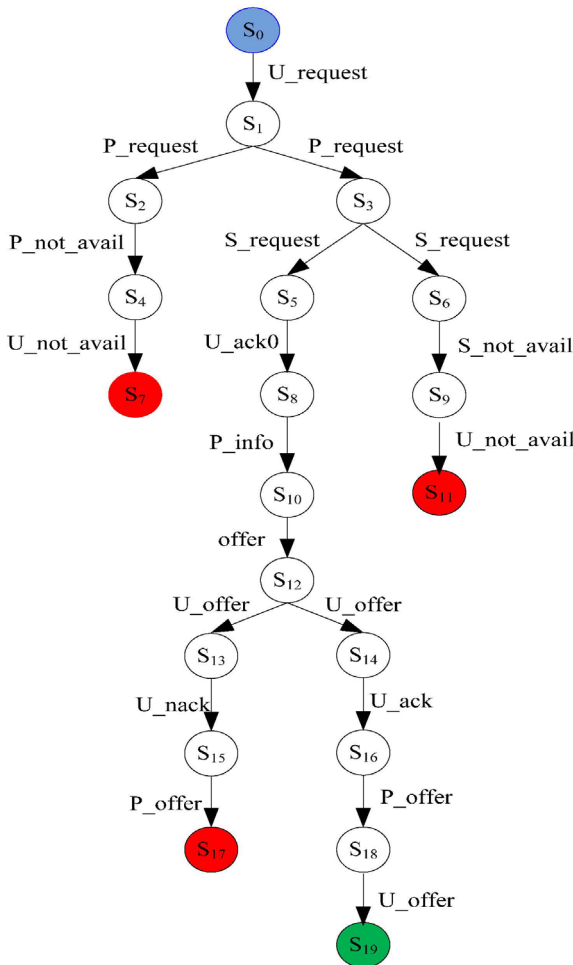 S0
U_request
S1
P_request P_request
S2 S3
P_not_avail S_request S_request
S4 S5 S6
U_not_avail U_ack0 S_not_avail
S7 S8 S9
P_info U_not_avail
S10 S11
offer
S12
U_offer U_offer
S13 S14
U_nack U_ack
S15 S16
P_offer P_offer
S17 S18
U_offer
S19